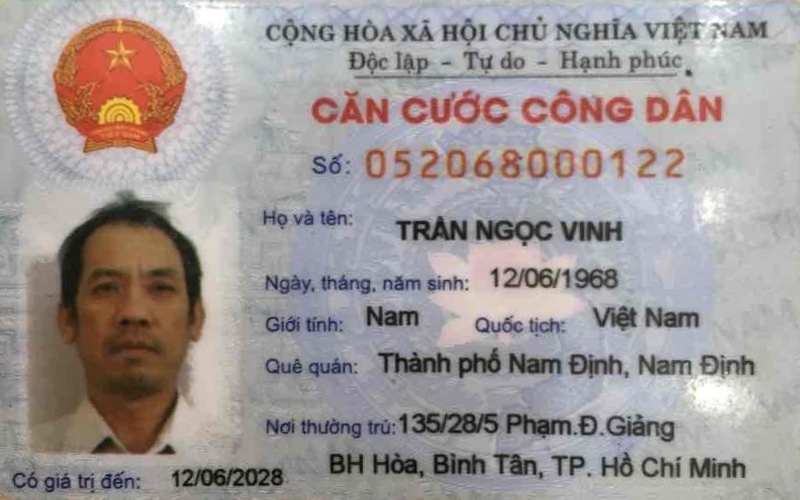 CỘNG HÒA XÃ HỘI CHỦ NGHĨA VIỆT NAM
Độc lập - Tự do - Hạnh phúc
CĂN CƯỚC CÔNG DÂN
Số: 052068000122
Họ và tên: TRẦN NGỌC VINH
Ngày, tháng, năm sinh: 12/06/1968
Giới tính: Nam Quốc tịch: Việt Nam
Quê quán: Thành phố Nam Định, Nam Định
Nơi thường trú: 135/28/5 Phạm.Đ.Giảng
BH Hòa, Bình Tân, TP. Hồ Chí Minh
Có giá trị đến: 12/06/2028